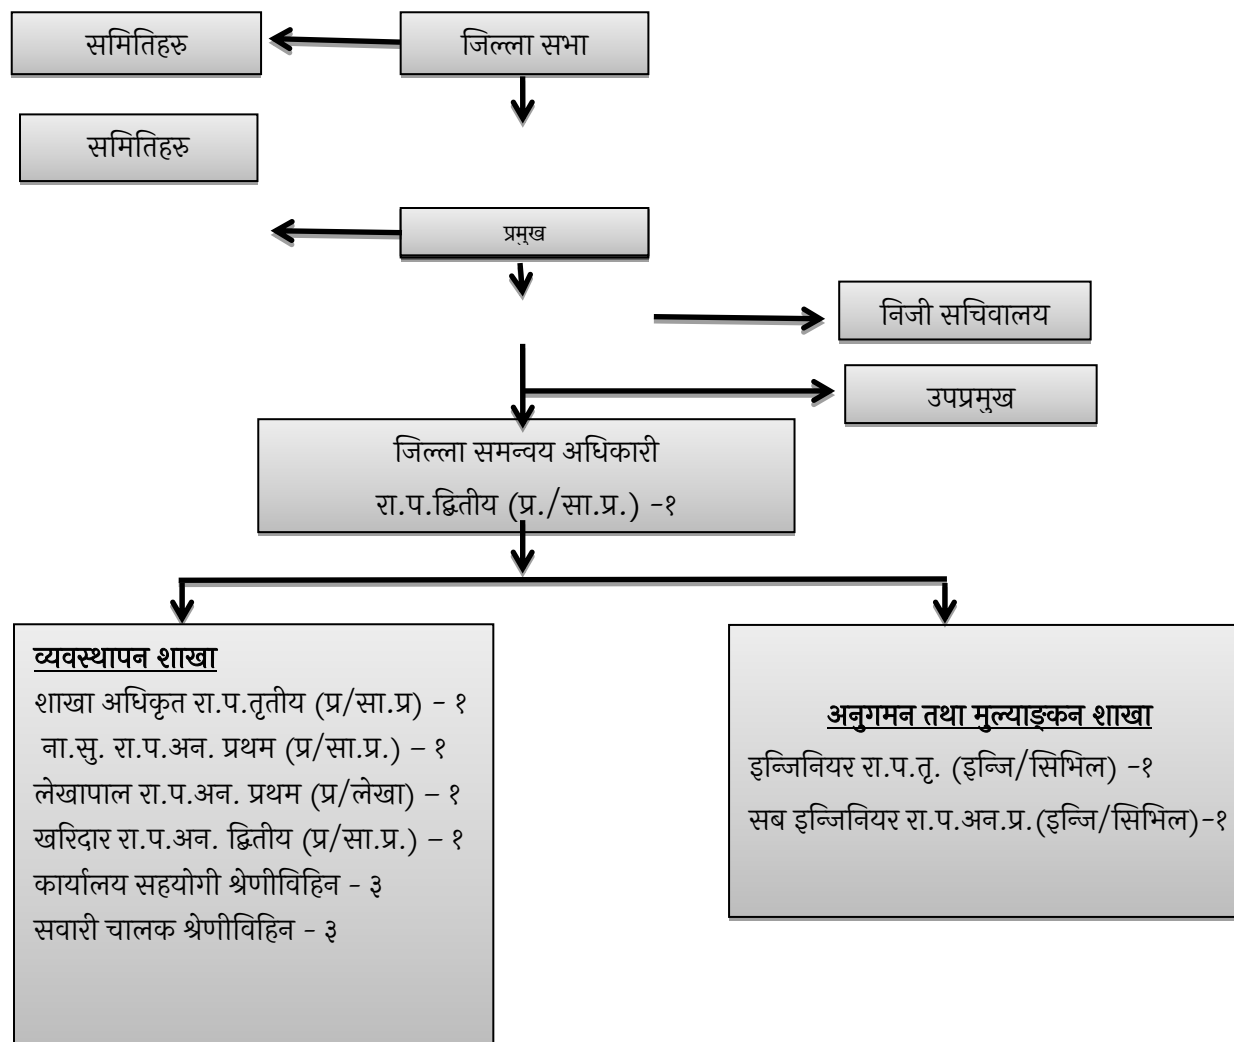 समितिहरु
जिल्ला सभा
समितिहरु
प्रमुख
निजी सचिवालय
उपप्रमुख
जिल्ला समन्वय अधिकारी
रा.प.द्वितीय (प्र./सा.प्र.) -१
व्यवस्थापन शाखा
शाखा अधिकृत रा.प.तृतीय (प्र/सा.प्र) - १
ना.सु. रा.प.अन. प्रथम (प्र/सा.प्र.) – १
लेखापाल रा.प.अन. प्रथम (प्र/लेखा) – १
खरिदार रा.प.अन. द्वितीय (प्र/सा.प्र.) – १
कार्यालय सहयोगी श्रेणीविहिन - ३
सवारी चालक श्रेणीविहिन - ३
अनुगमन तथा मुल्याङ्कन शाखा
इन्जिनियर रा.प.तृ. (इन्जि/सिभिल) -१
सब इन्जिनियर रा.प.अन.प्र.(इन्जि/सिभिल)-१